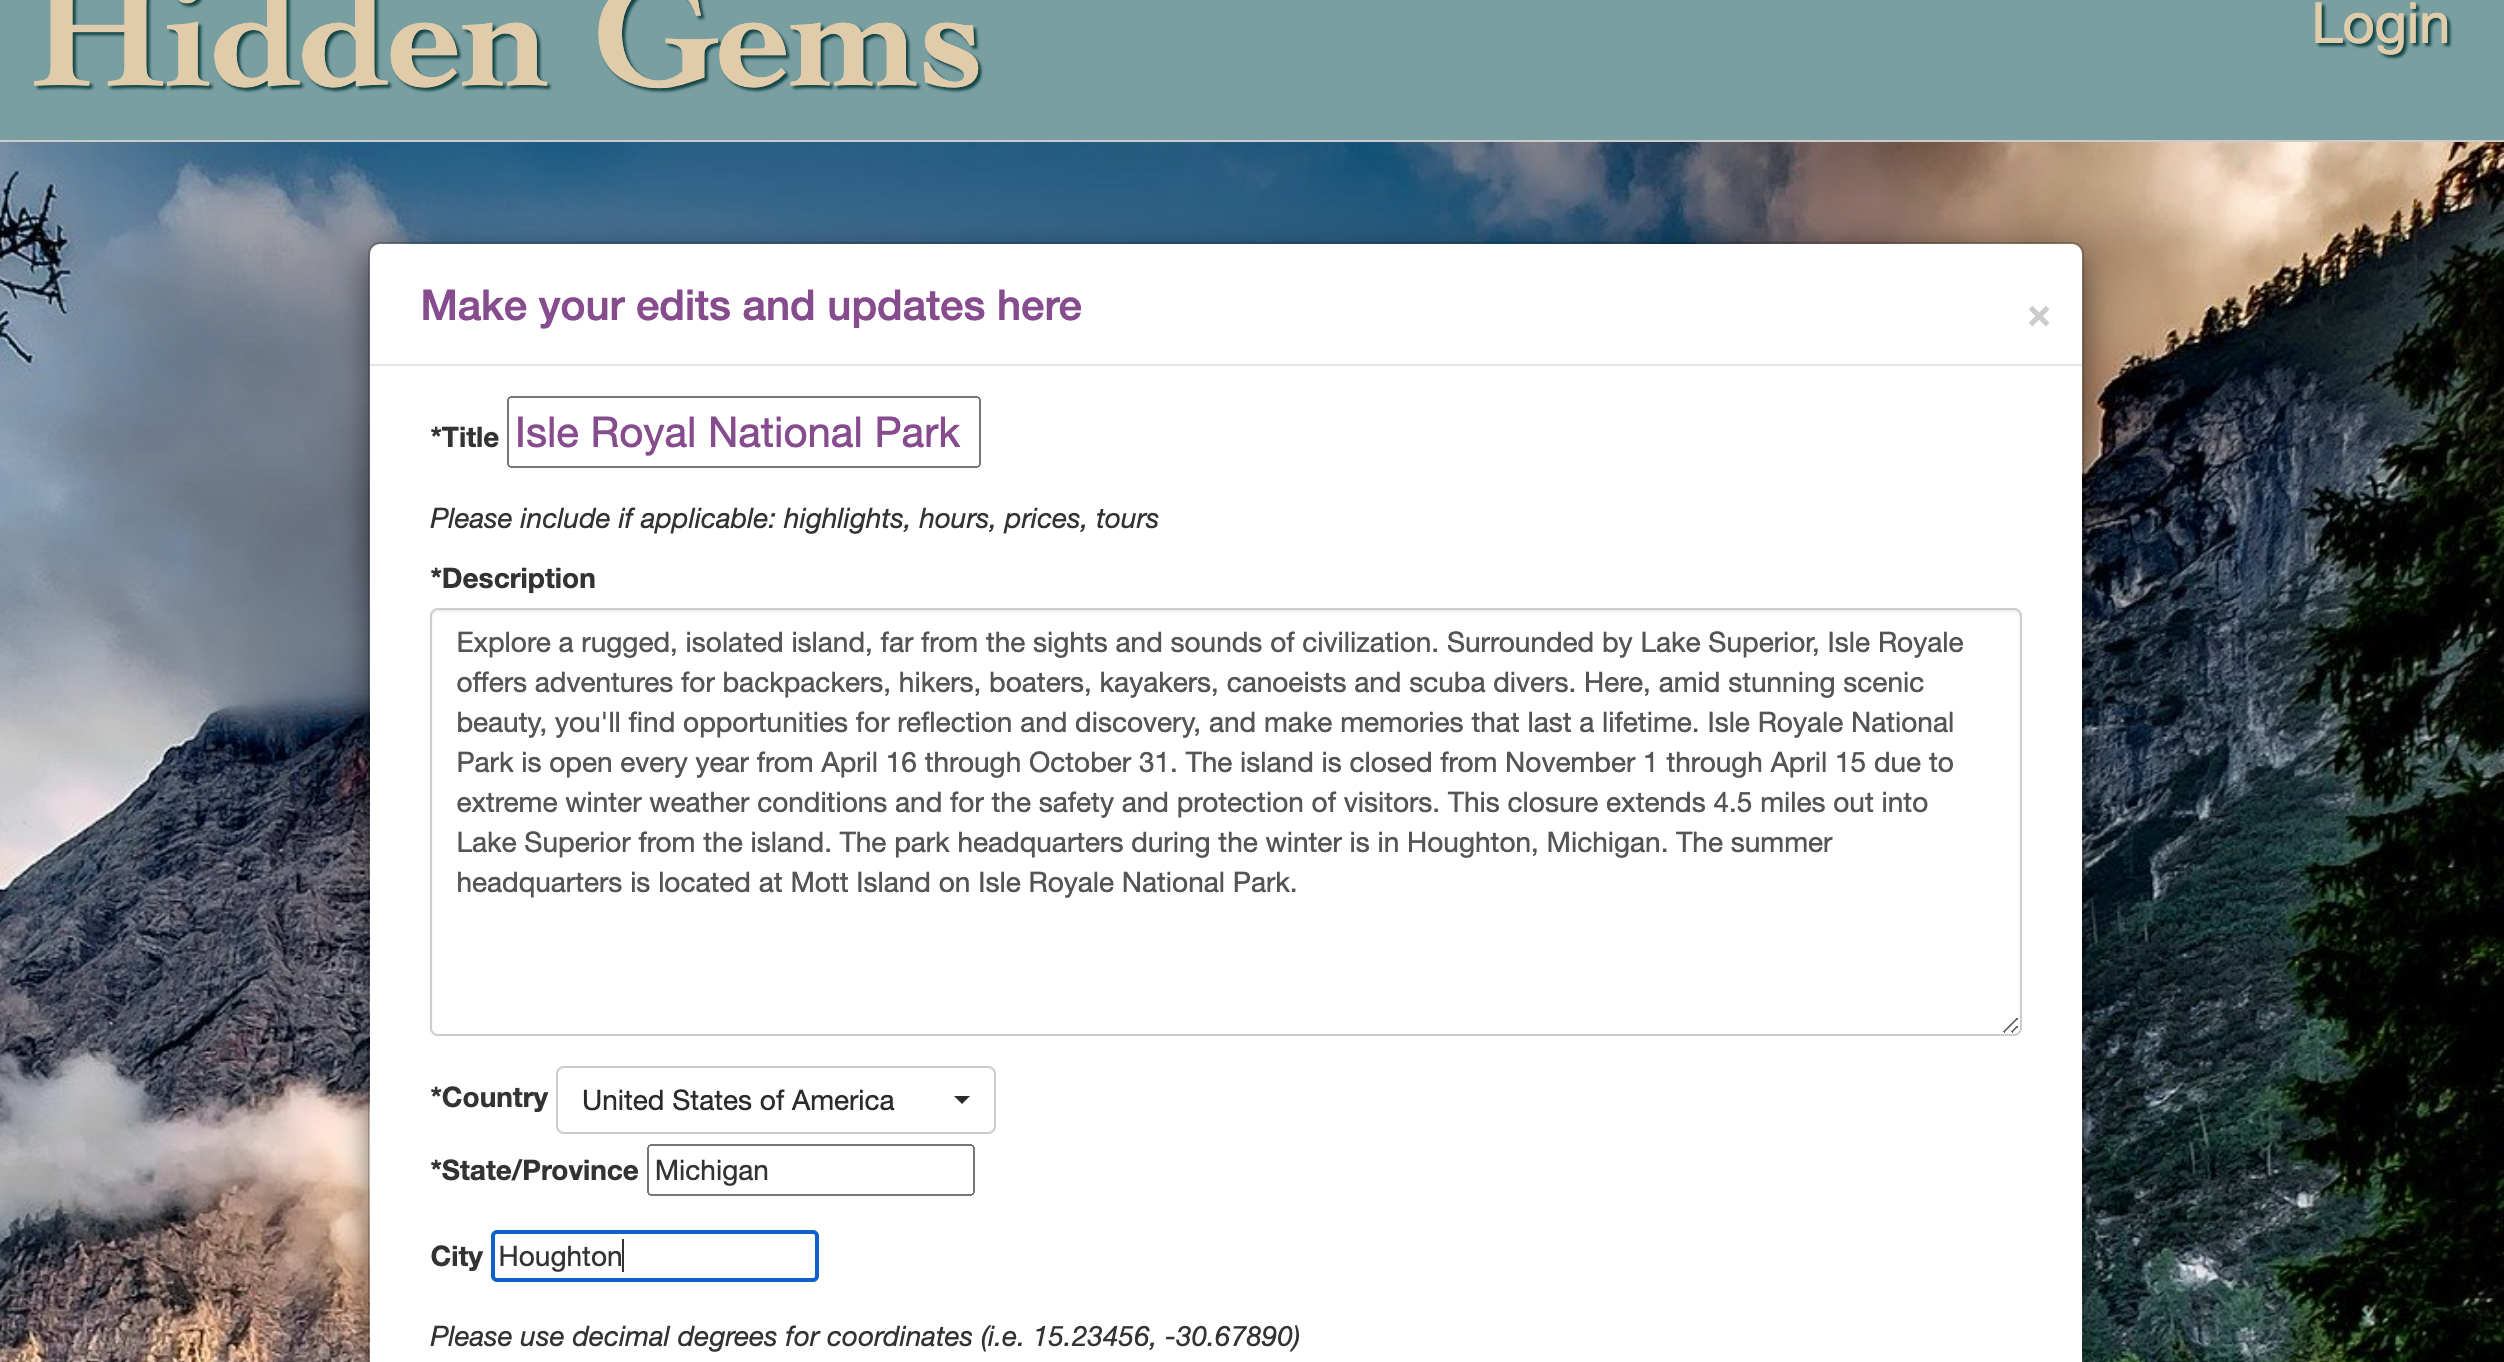 Hidden Gems
Login
Make your edits and updates here
×
*Title Isle Royal National Park
Please include if applicable: highlights, hours, prices, tours
*Description
Explore a rugged, isolated island, far from the sights and sounds of civilization. Surrounded by Lake Superior, Isle Royale
offers adventures for backpackers, hikers, boaters, kayakers, canoeists and scuba divers. Here, amid stunning scenic
beauty, you'll find opportunities for reflection and discovery, and make memories that last a lifetime. Isle Royale National
Park is open every year from April 16 through October 31. The island is closed from November 1 through April 15 due to
extreme winter weather conditions and for the safety and protection of visitors. This closure extends 4.5 miles out into
Lake Superior from the island. The park headquarters during the winter is in Houghton, Michigan. The summer
headquarters is located at Mott Island on Isle Royale National Park.
*Country United States of America
*State/Province Michigan
City Houghton
Please use decimal degrees for coordinates (i.e. 15.23456, -30.67890)